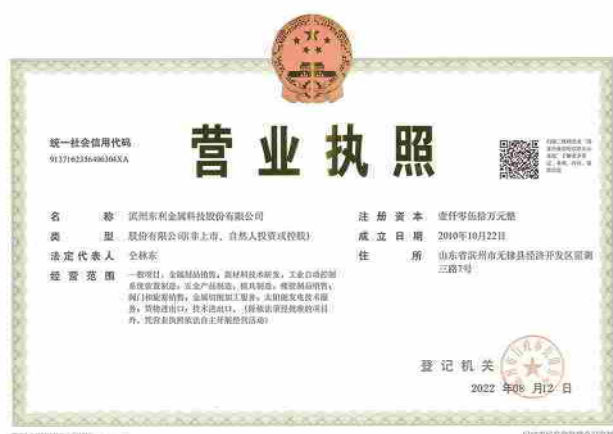 统一社会信用代码
营业执照
名称 滨州东利金属科技股份有限公司
类型 股份有限公司(非上市、自然人投资或控股)
法定代表人 仝林东
经营范围 一般项目：金属制品销售；新材料技术研发；工业自动控制
系统装置制造；五金产品制造；模具制造；橡胶制品销售；
阀门和旋塞销售；金属切削加工服务；太阳能发电技术服
务；货物进出口；技术进出口。（除依法须经批准的项目
外，凭营业执照依法自主开展经营活动）
注册资本 壹仟零伍拾万元整
成立日期 2010年10月22日
住所 山东省滨州市无棣县经济开发区
三路7号
登记机关
2022 年08 月12 日